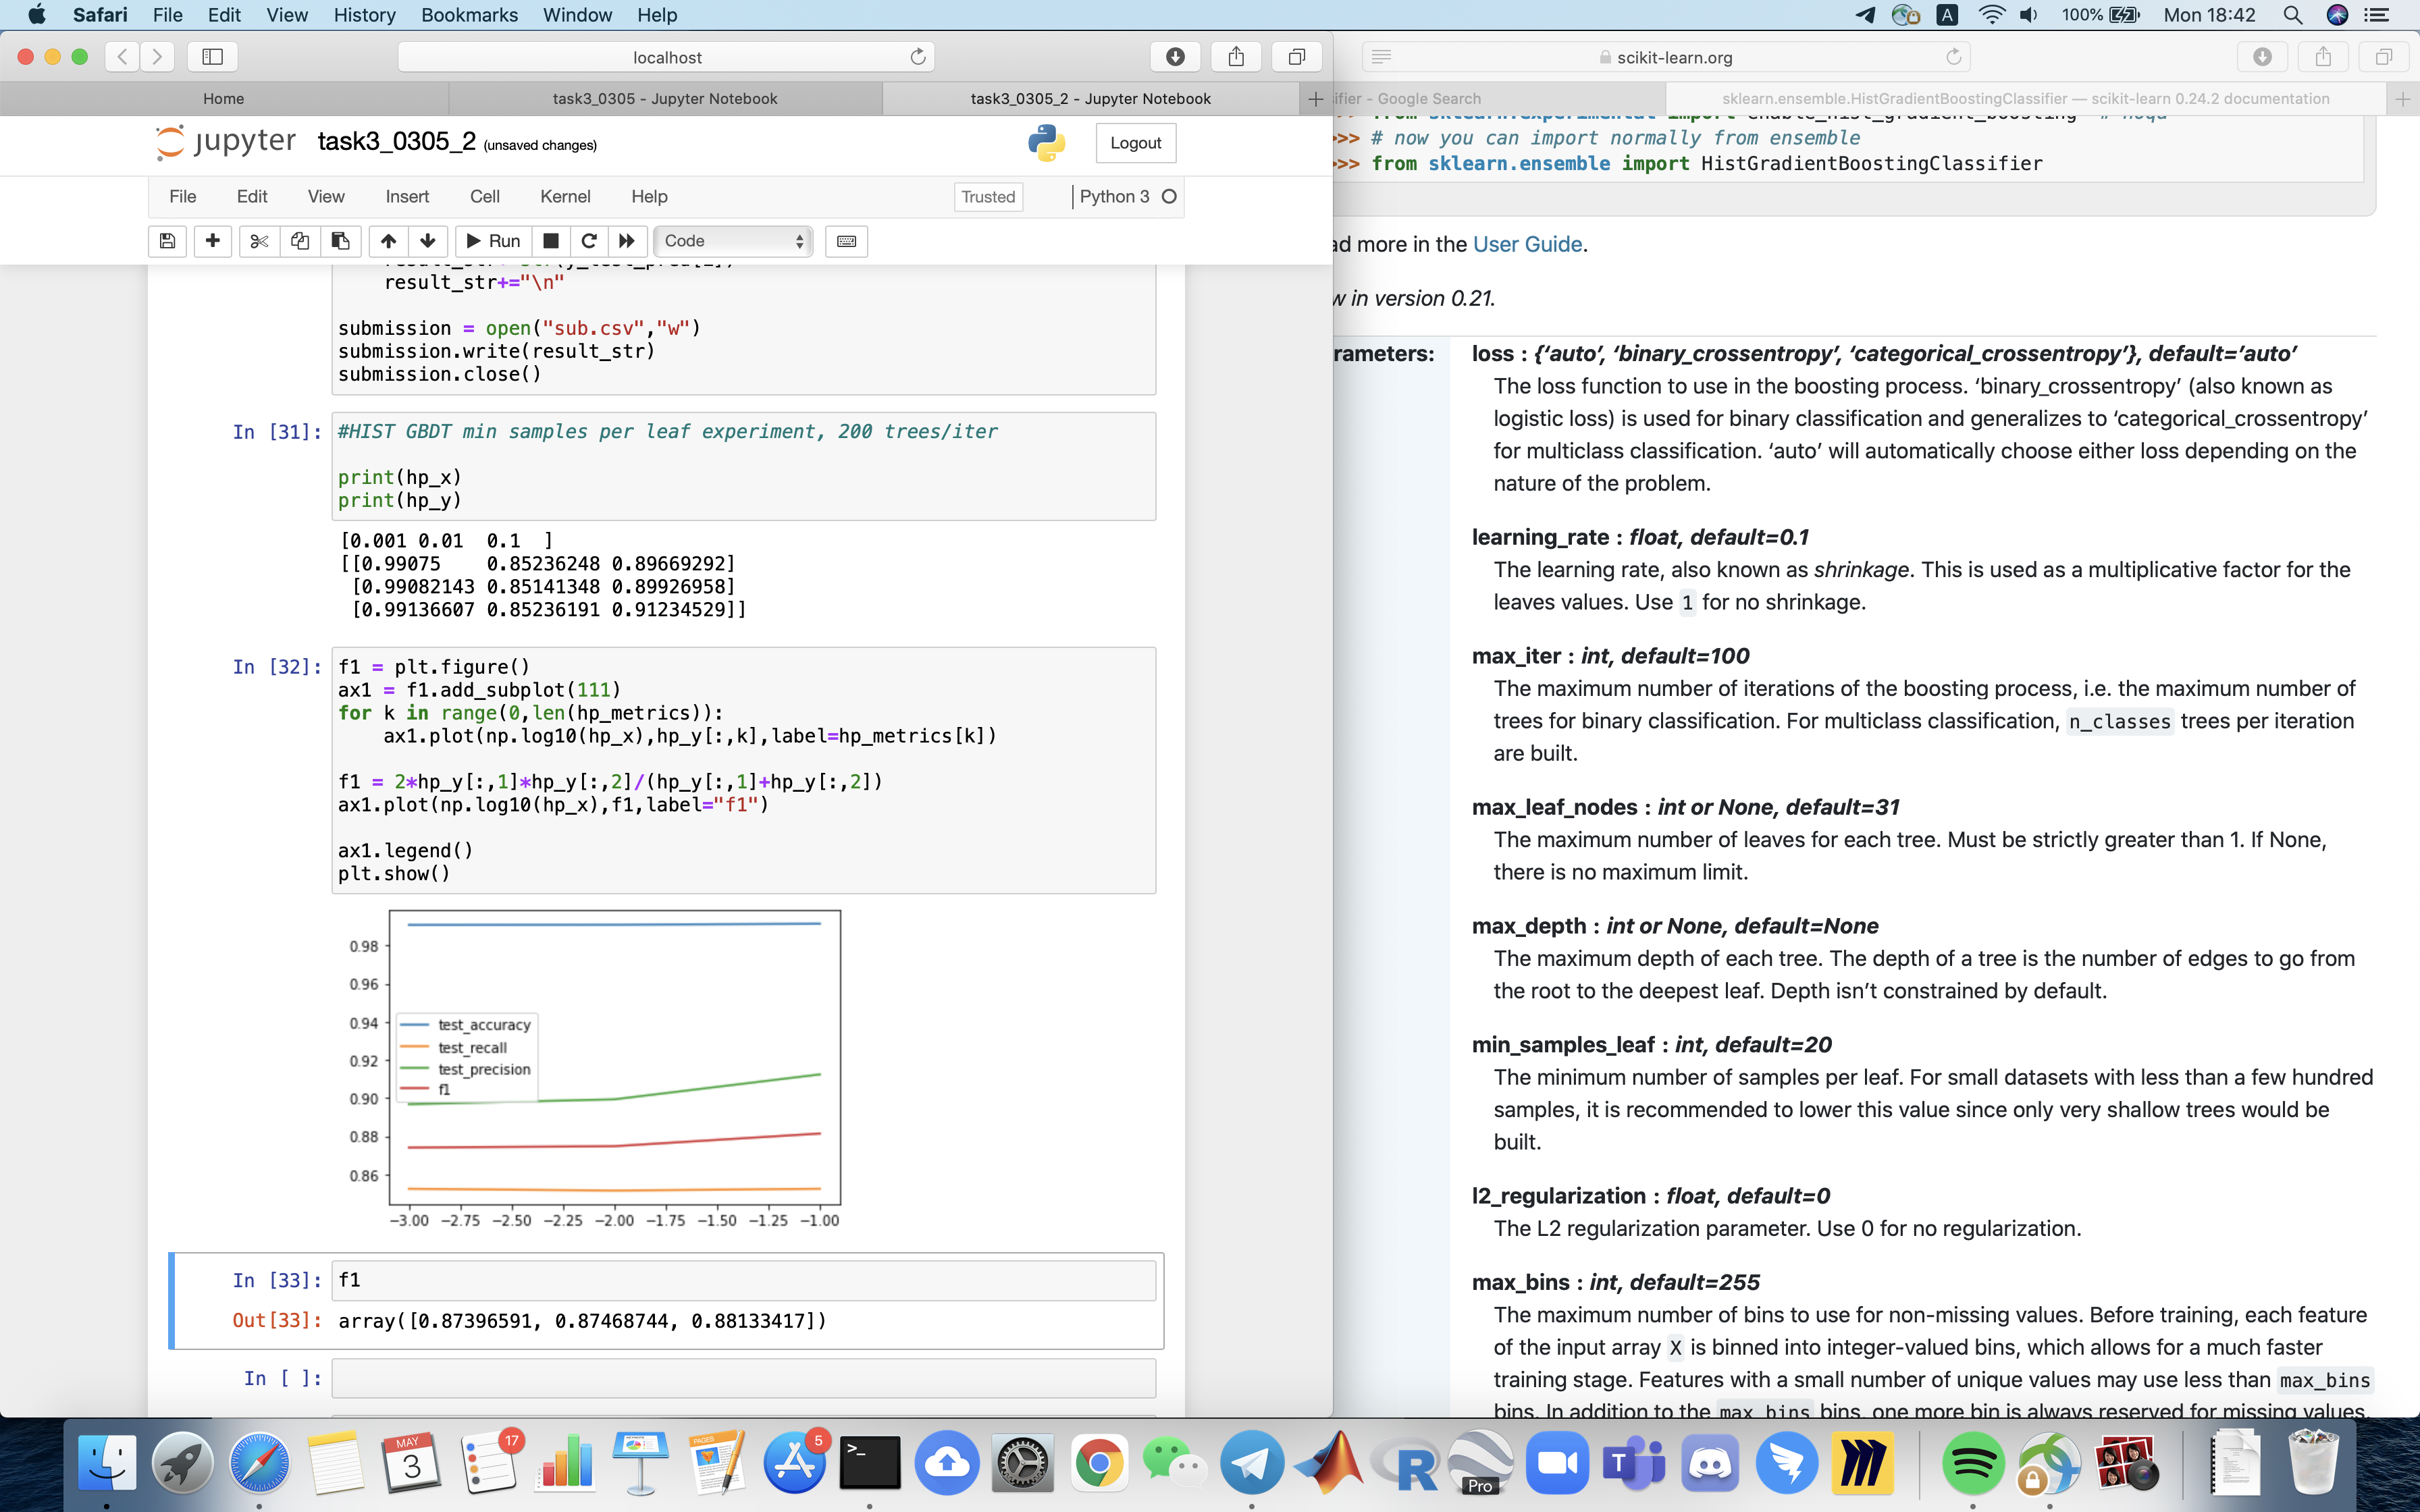 Safari File Edit View History Bookmarks Window Help
A 100% Mon 18:42
localhost
Home
task3_0305 - Jupyter Notebook
task3_0305_2 - Jupyter Notebook
jupyter task3_0305_2 (unsaved changes)
Logout
File Edit View Insert Cell Kernel Help
Trusted
Python 3
Run
Code
result_str+="\n"
submission = open("sub.csv","w")
submission.write(result_str)
submission.close()
In [31]:
#HIST GBDT min samples per leaf experiment, 200 trees/iter
print(hp_x)
print(hp_y)
[0.001 0.01  0.1  ]
[[0.99075    0.85236248 0.89669292]
[0.99082143 0.85141348 0.89926958]
[0.99136607 0.85236191 0.91234529]]
In [32]:
f1 = plt.figure()
ax1 = f1.add_subplot(111)
for k in range(0,len(hp_metrics)):
ax1.plot(np.log10(hp_x),hp_y[:,k],label=hp_metrics[k])
f1 = 2*hp_y[:,1]*hp_y[:,2]/(hp_y[:,1]+hp_y[:,2])
ax1.plot(np.log10(hp_x),f1,label="f1")
ax1.legend()
plt.show()
0.98
0.96
0.94
0.92
0.90
0.88
0.86
test_accuracy
test_recall
test_precision
f1
−3.00 −2.75 −2.50 −2.25 −2.00 −1.75 −1.50 −1.25 −1.00
In [33]:
f1
Out[33]:
array([0.87396591, 0.87468744, 0.88133417])
In [ ]:
scikit-learn.org
ifier - Google Search
sklearn.ensemble.HistGradientBoostingClassifier — scikit-learn 0.24.2 documentation
>>> from sklearn.experimental import enable_hist_gradient_boosting # noqa
>>> # now you can import normally from ensemble
>>> from sklearn.ensemble import HistGradientBoostingClassifier
ad more in the User Guide.
w in version 0.21.
rameters:
loss : {‘auto’, ‘binary_crossentropy’, ‘categorical_crossentropy’}, default=’auto’
The loss function to use in the boosting process. ‘binary_crossentropy’ (also known as
logistic loss) is used for binary classification and generalizes to ‘categorical_crossentropy’
for multiclass classification. ‘auto’ will automatically choose either loss depending on the
nature of the problem.
learning_rate : float, default=0.1
The learning rate, also known as shrinkage. This is used as a multiplicative factor for the
leaves values. Use 1 for no shrinkage.
max_iter : int, default=100
The maximum number of iterations of the boosting process, i.e. the maximum number of
trees for binary classification. For multiclass classification, n_classes trees per iteration
are built.
max_leaf_nodes : int or None, default=31
The maximum number of leaves for each tree. Must be strictly greater than 1. If None,
there is no maximum limit.
max_depth : int or None, default=None
The maximum depth of each tree. The depth of a tree is the number of edges to go from
the root to the deepest leaf. Depth isn’t constrained by default.
min_samples_leaf : int, default=20
The minimum number of samples per leaf. For small datasets with less than a few hundred
samples, it is recommended to lower this value since only very shallow trees would be
built.
l2_regularization : float, default=0
The L2 regularization parameter. Use 0 for no regularization.
max_bins : int, default=255
The maximum number of bins to use for non-missing values. Before training, each feature
of the input array X is binned into integer-valued bins, which allows for a much faster
training stage. Features with a small number of unique values may use less than max_bins
bins. In addition to the max_bins bins, one more bin is always reserved for missing values.
MAY
3
17
PAGES
5
>_
R
Pro
T